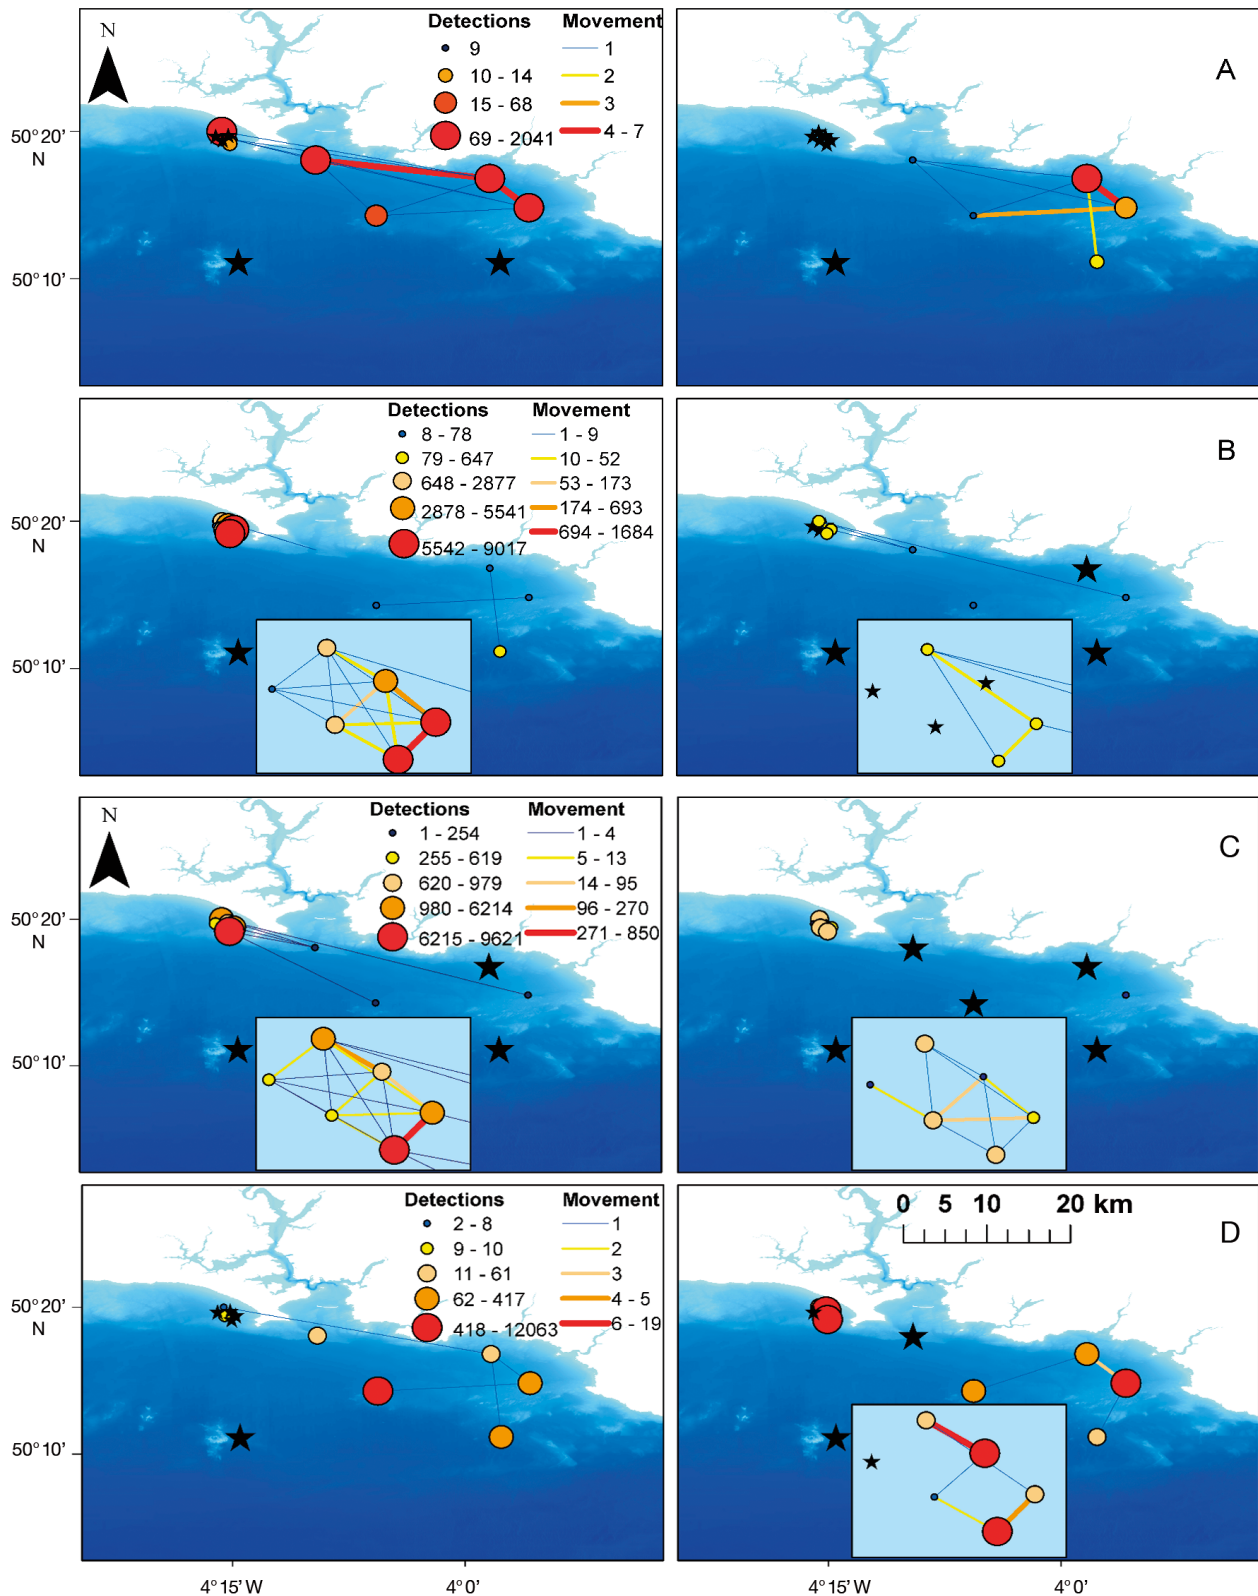 N
Detections Movement
9 1
10 - 14 2
15 - 68 3
69 - 2041 4 - 7
A
50°20'
N
50°10'
Detections Movement
8 - 78 1 - 9
79 - 647 10 - 52
648 - 2877 53 - 173
2878 - 5541 174 - 693
5542 - 9017 694 - 1684
B
50°20'
N
50°10'
N
Detections Movement
1 - 254 1 - 4
255 - 619 5 - 13
620 - 979 14 - 95
980 - 6214 96 - 270
6215 - 9621 271 - 850
C
50°20'
N
50°10'
Detections Movement
2 - 8 1
9 - 10 2
11 - 61 3
62 - 417 4 - 5
418 - 12063 6 - 19
0 5 10 20 km
D
50°20'
N
50°10'
4°15' W 4°0' 4°15' W 4°0'